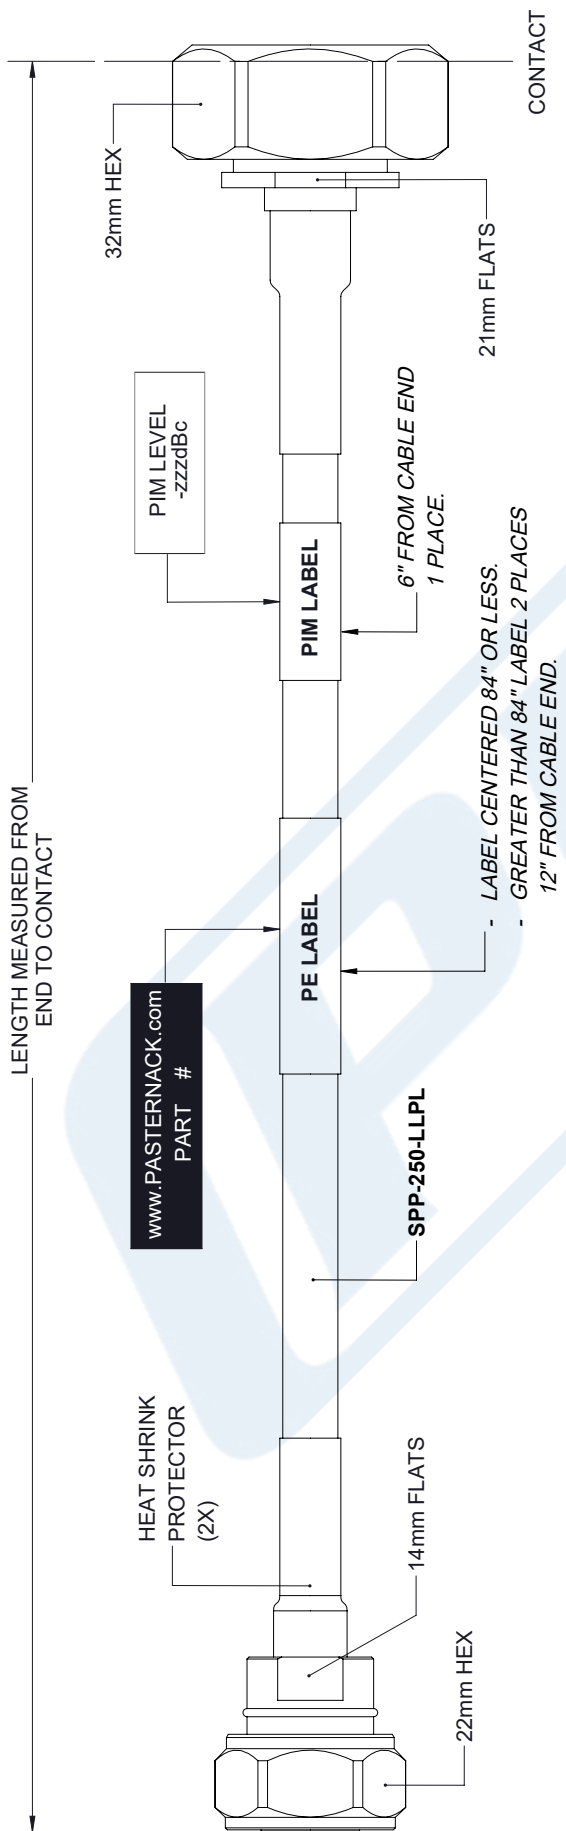 LENGTH MEASURED FROM
END TO CONTACT
CONTACT
32mm HEX
21mm FLATS
PIM LEVEL
-zzzdBc
PIM LABEL
6" FROM CABLE END
1 PLACE.
www.PASTERNACK.com
PART #
PE LABEL
- LABEL CENTERED 84" OR LESS.
- GREATER THAN 84" LABEL 2 PLACES
12" FROM CABLE END.
SPP-250-LLPL
HEAT SHRINK
PROTECTOR
(2X)
14mm FLATS
22mm HEX